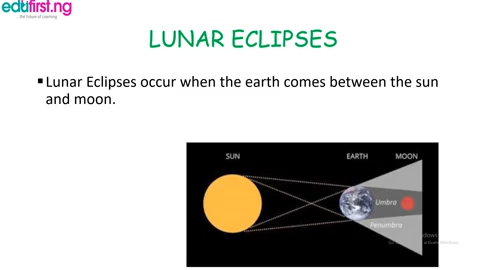 edufirst.ng
...the future of Learning
LUNAR ECLIPSES
▪Lunar Eclipses occur when the earth comes between the sun
and moon.
SUN EARTH MOON
Umbra
Penumbra